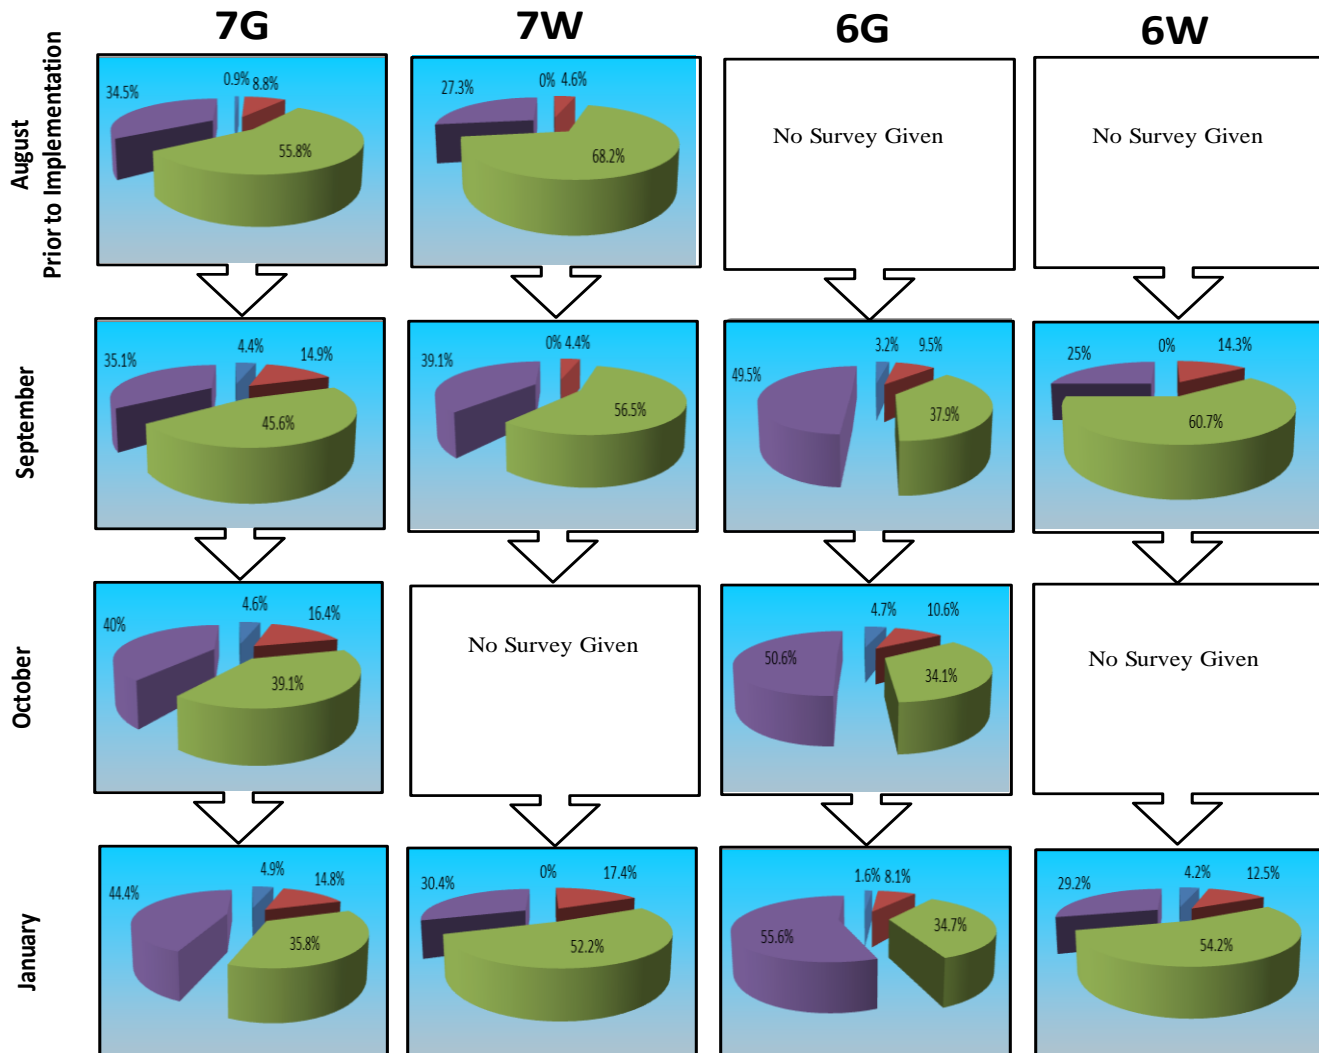 7G 7W 6G 6W
August
Prior to Implementation
34.5% 0.9% 8.8%
55.8%
27.3% 0% 4.6%
68.2%
No Survey Given
No Survey Given
September
35.1% 4.4% 14.9%
45.6%
39.1% 0% 4.4%
56.5%
49.5% 3.2% 9.5%
37.9%
25% 0% 14.3%
60.7%
October
40% 4.6% 16.4%
39.1%
No Survey Given
50.6% 4.7% 10.6%
34.1%
No Survey Given
January
44.4% 4.9% 14.8%
35.8%
30.4% 0% 17.4%
52.2%
55.6% 1.6% 8.1%
34.7%
29.2% 4.2% 12.5%
54.2%